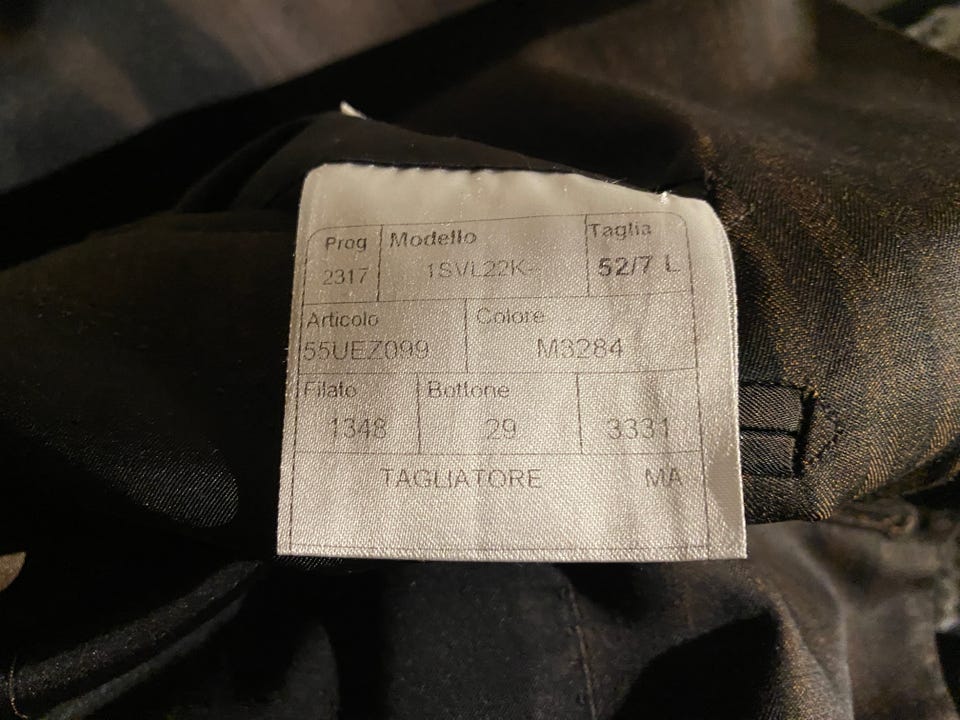 Prog Modello Taglia
2317 1SVL22K- 52/7 L
Articolo Colore
55UEZ099 M3284
Filato Bottone
1348 29 3331
TAGLIATORE MA